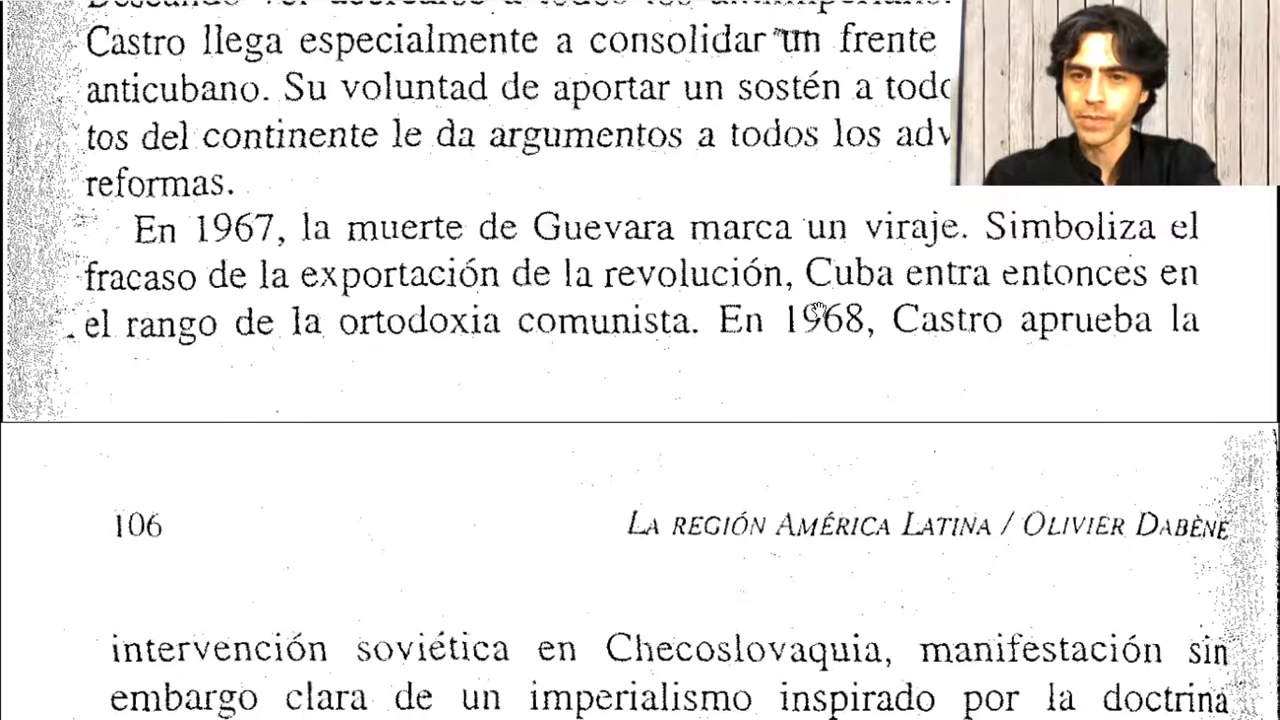 Castro llega especialmente a consolidar un frente
anticubano. Su voluntad de aportar un sostén a
tos del continente le da argumentos a todos los
reformas.
En 1967, la muerte de Guevara marca un viraje. Simboliza el
fracaso de la exportación de la revolución, Cuba entra entonces en
el rango de la ortodoxia comunista. En 1968, Castro aprueba la
106
LA REGIÓN AMÉRICA LATINA / OLIVIER DABÈNE
intervención soviética en Checoslovaquia, manifestación sin
embargo clara de un imperialismo inspirado por la doctrina